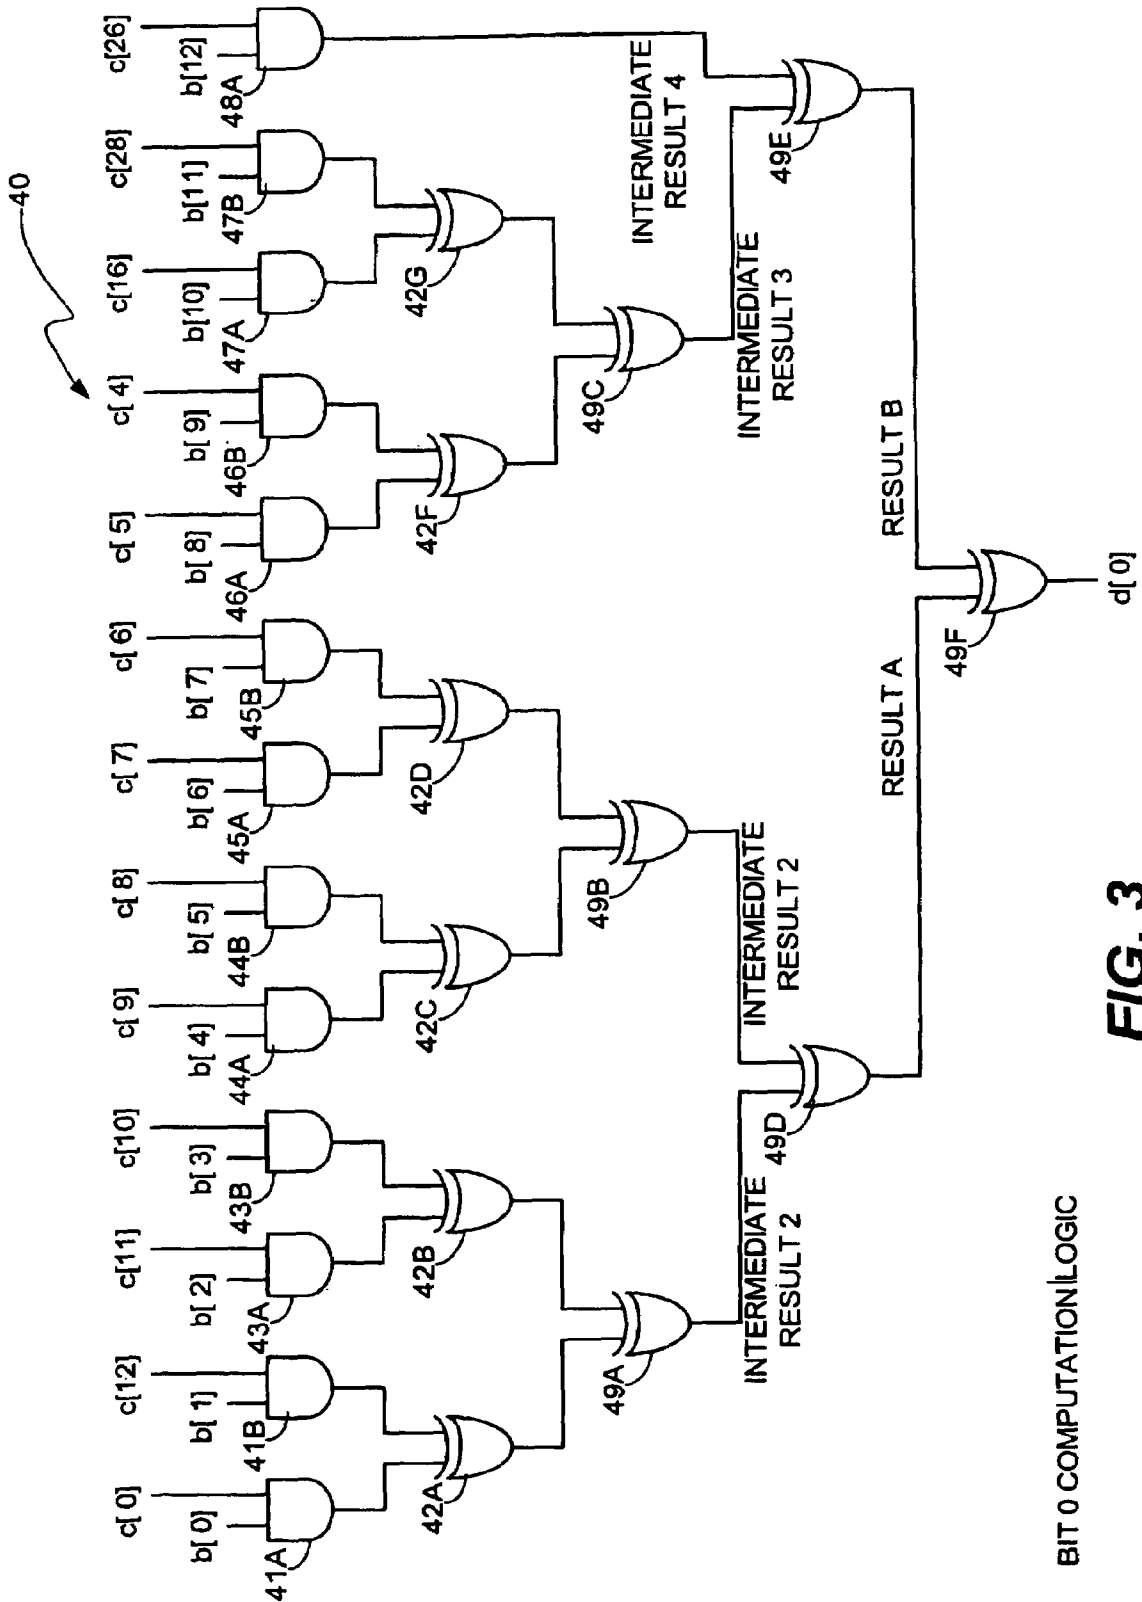 40
c[ 0]
c[12]
c[11]
c[10]
c[ 9]
c[ 8]
c[ 7]
c[ 6]
c[ 5]
c[ 4]
c[16]
c[28]
c[26]
b[ 0]
b[ 1]
b[ 2]
b[ 3]
b[ 4]
b[ 5]
b[ 6]
b[ 7]
b[ 8]
b[ 9]
b[10]
b[11]
b[12]
41A
41B
43A
43B
44A
44B
45A
45B
46A
46B
47A
47B
48A
42A
42B
42C
42D
42F
42G
49A
49B
49C
INTERMEDIATE
RESULT 4
INTERMEDIATE
RESULT 2
INTERMEDIATE
RESULT 2
INTERMEDIATE
RESULT 3
49D
49E
RESULT A
RESULT B
49F
d[ 0]
BIT 0 COMPUTATION LOGIC
FIG. 3